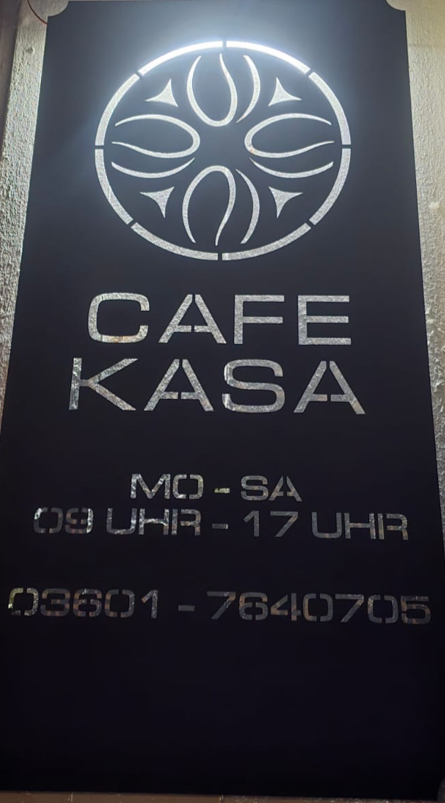 CAFE
KASA
MO - SA
09 UHR - 17 UHR
03601 - 7640705